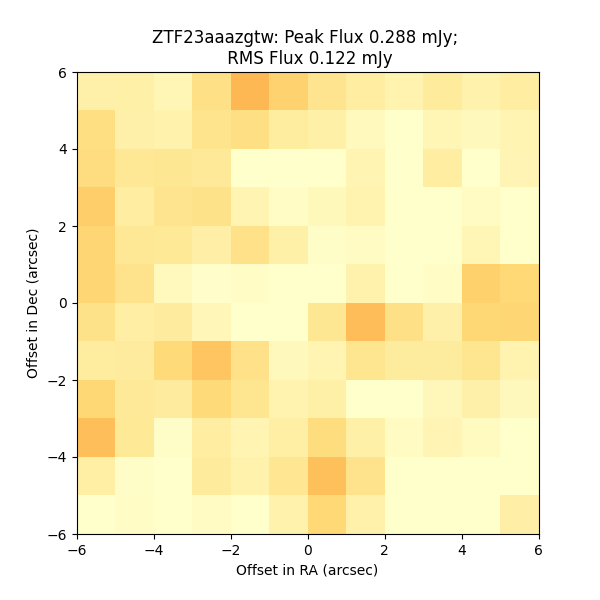 ZTF23aaazgtw: Peak Flux 0.288 mJy;
RMS Flux 0.122 mJy
6
4
2
0
−2
−4
−6
Offset in Dec (arcsec)
−6 −4 −2 0 2 4 6
Offset in RA (arcsec)